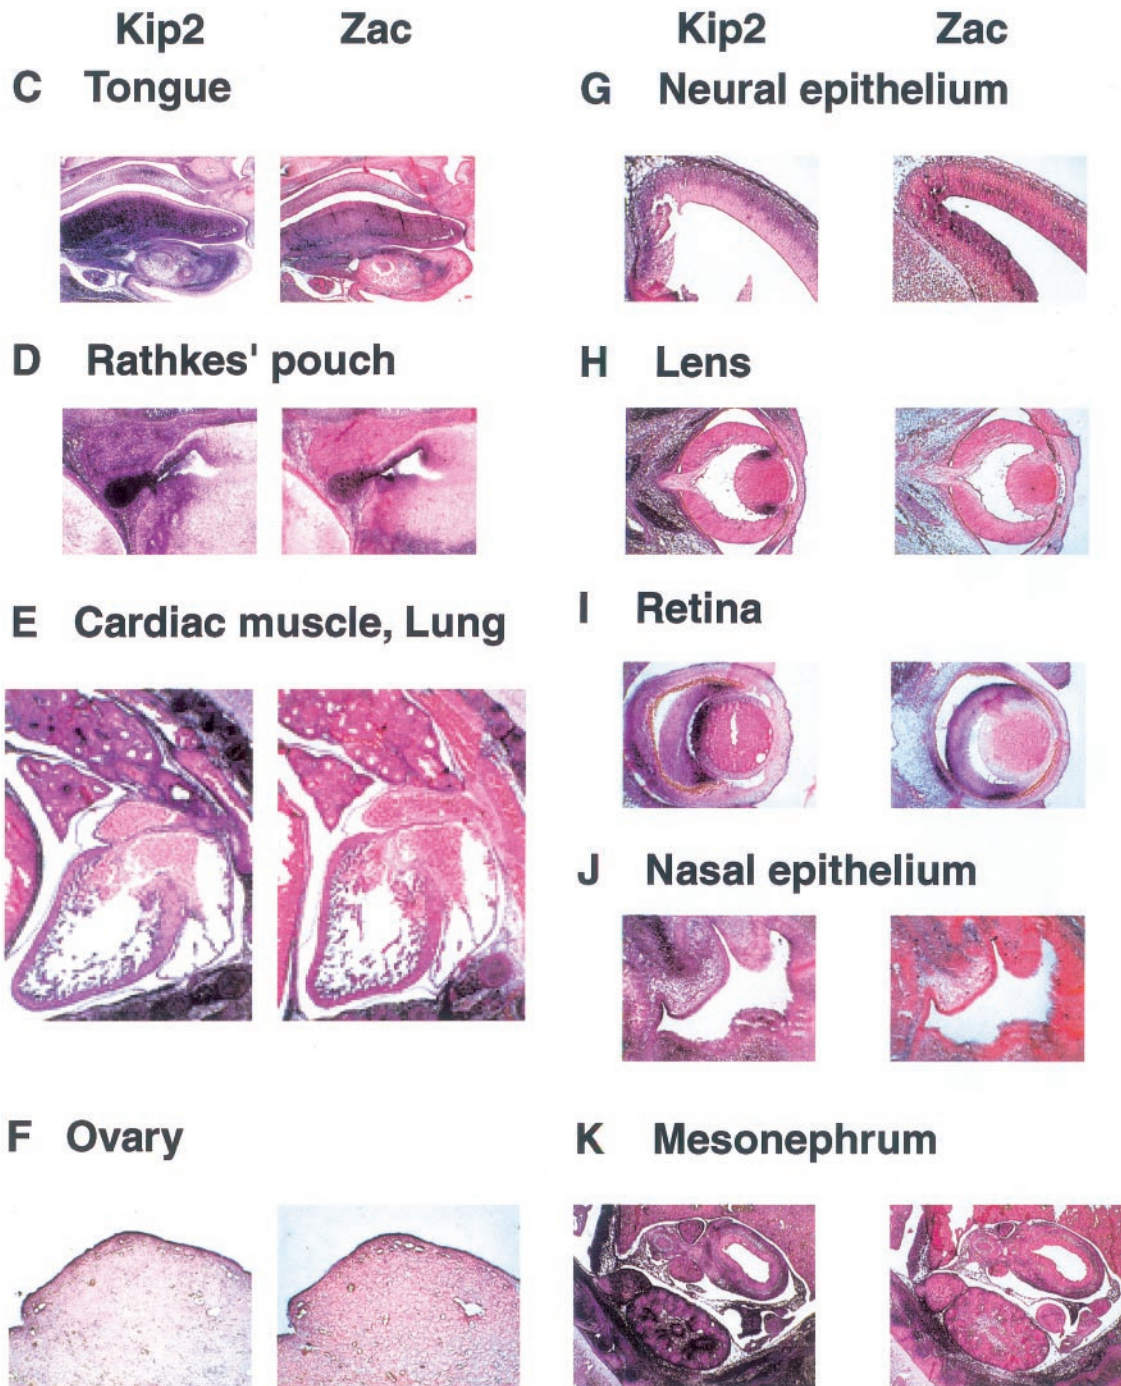 Kip2 Zac
C Tongue
D Rathkes' pouch
E Cardiac muscle, Lung
F Ovary
Kip2 Zac
G Neural epithelium
H Lens
I Retina
J Nasal epithelium
K Mesonephrum